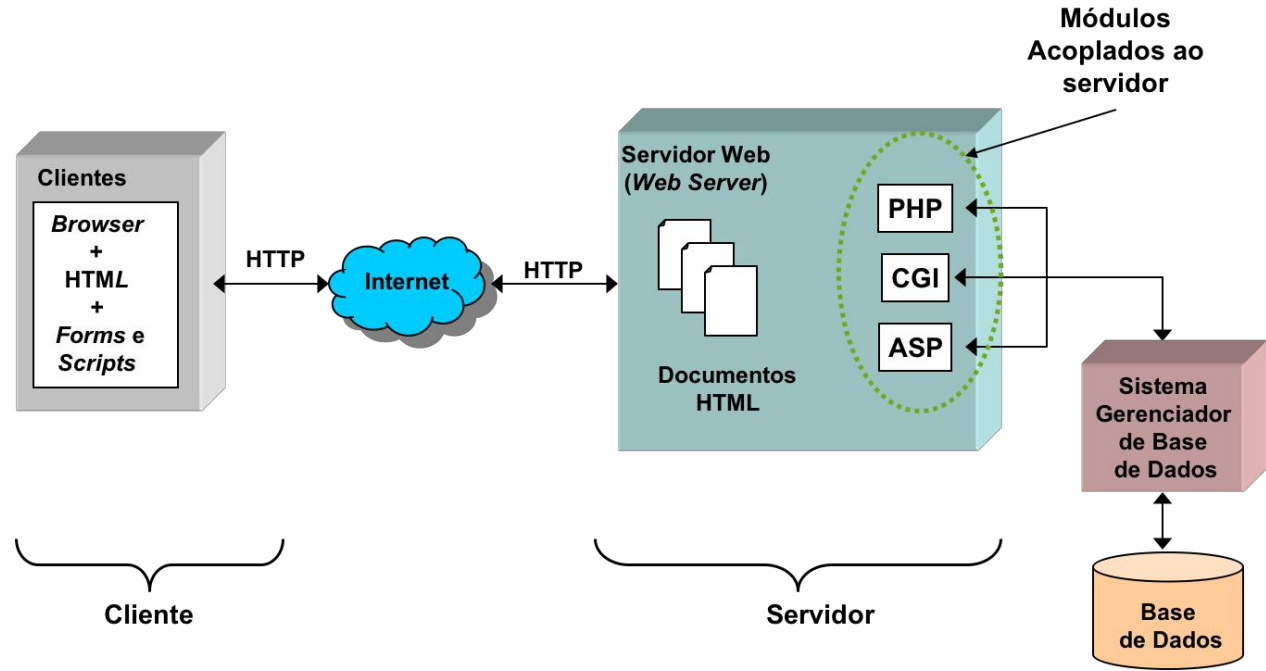 Módulos
Acoplados ao
servidor
Clientes
Browser
+
HTML
+
Forms e
Scripts
HTTP
Internet
HTTP
Servidor Web
(Web Server)
Documentos
HTML
PHP
CGI
ASP
Sistema
Gerenciador
de Base
de Dados
Base
de Dados
Cliente
Servidor